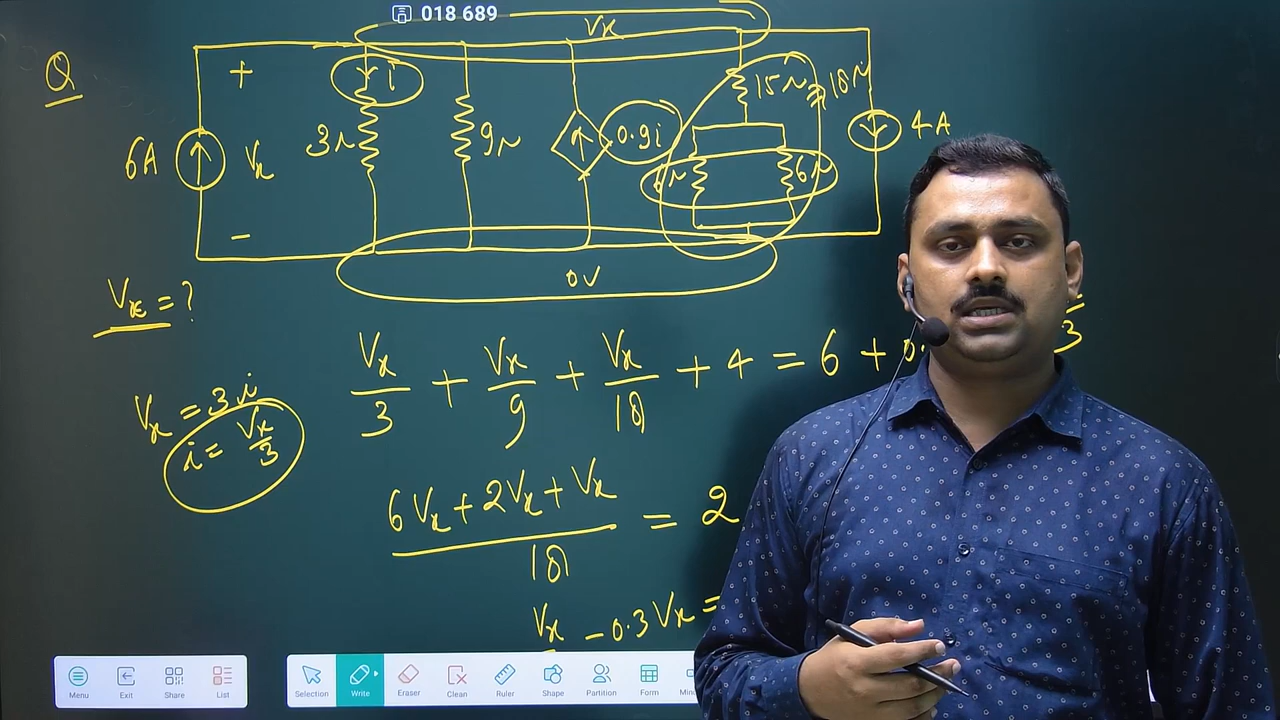 018 689
Vx
Q
+ i 15Ω ⇒ 18Ω
6A Vx 3Ω 9Ω 0.9i 6Ω 4A
-
0V
Vx = ?
Vx/3 + Vx/9 + Vx/18 + 4 = 6 + 0. 3
Vx = 3i
i = Vx/3
6Vx + 2Vx + Vx / 18 = 2
Vx - 0.3Vx =
Menu Exit Share List Selection Write Eraser Clean Ruler Shape Partition Form